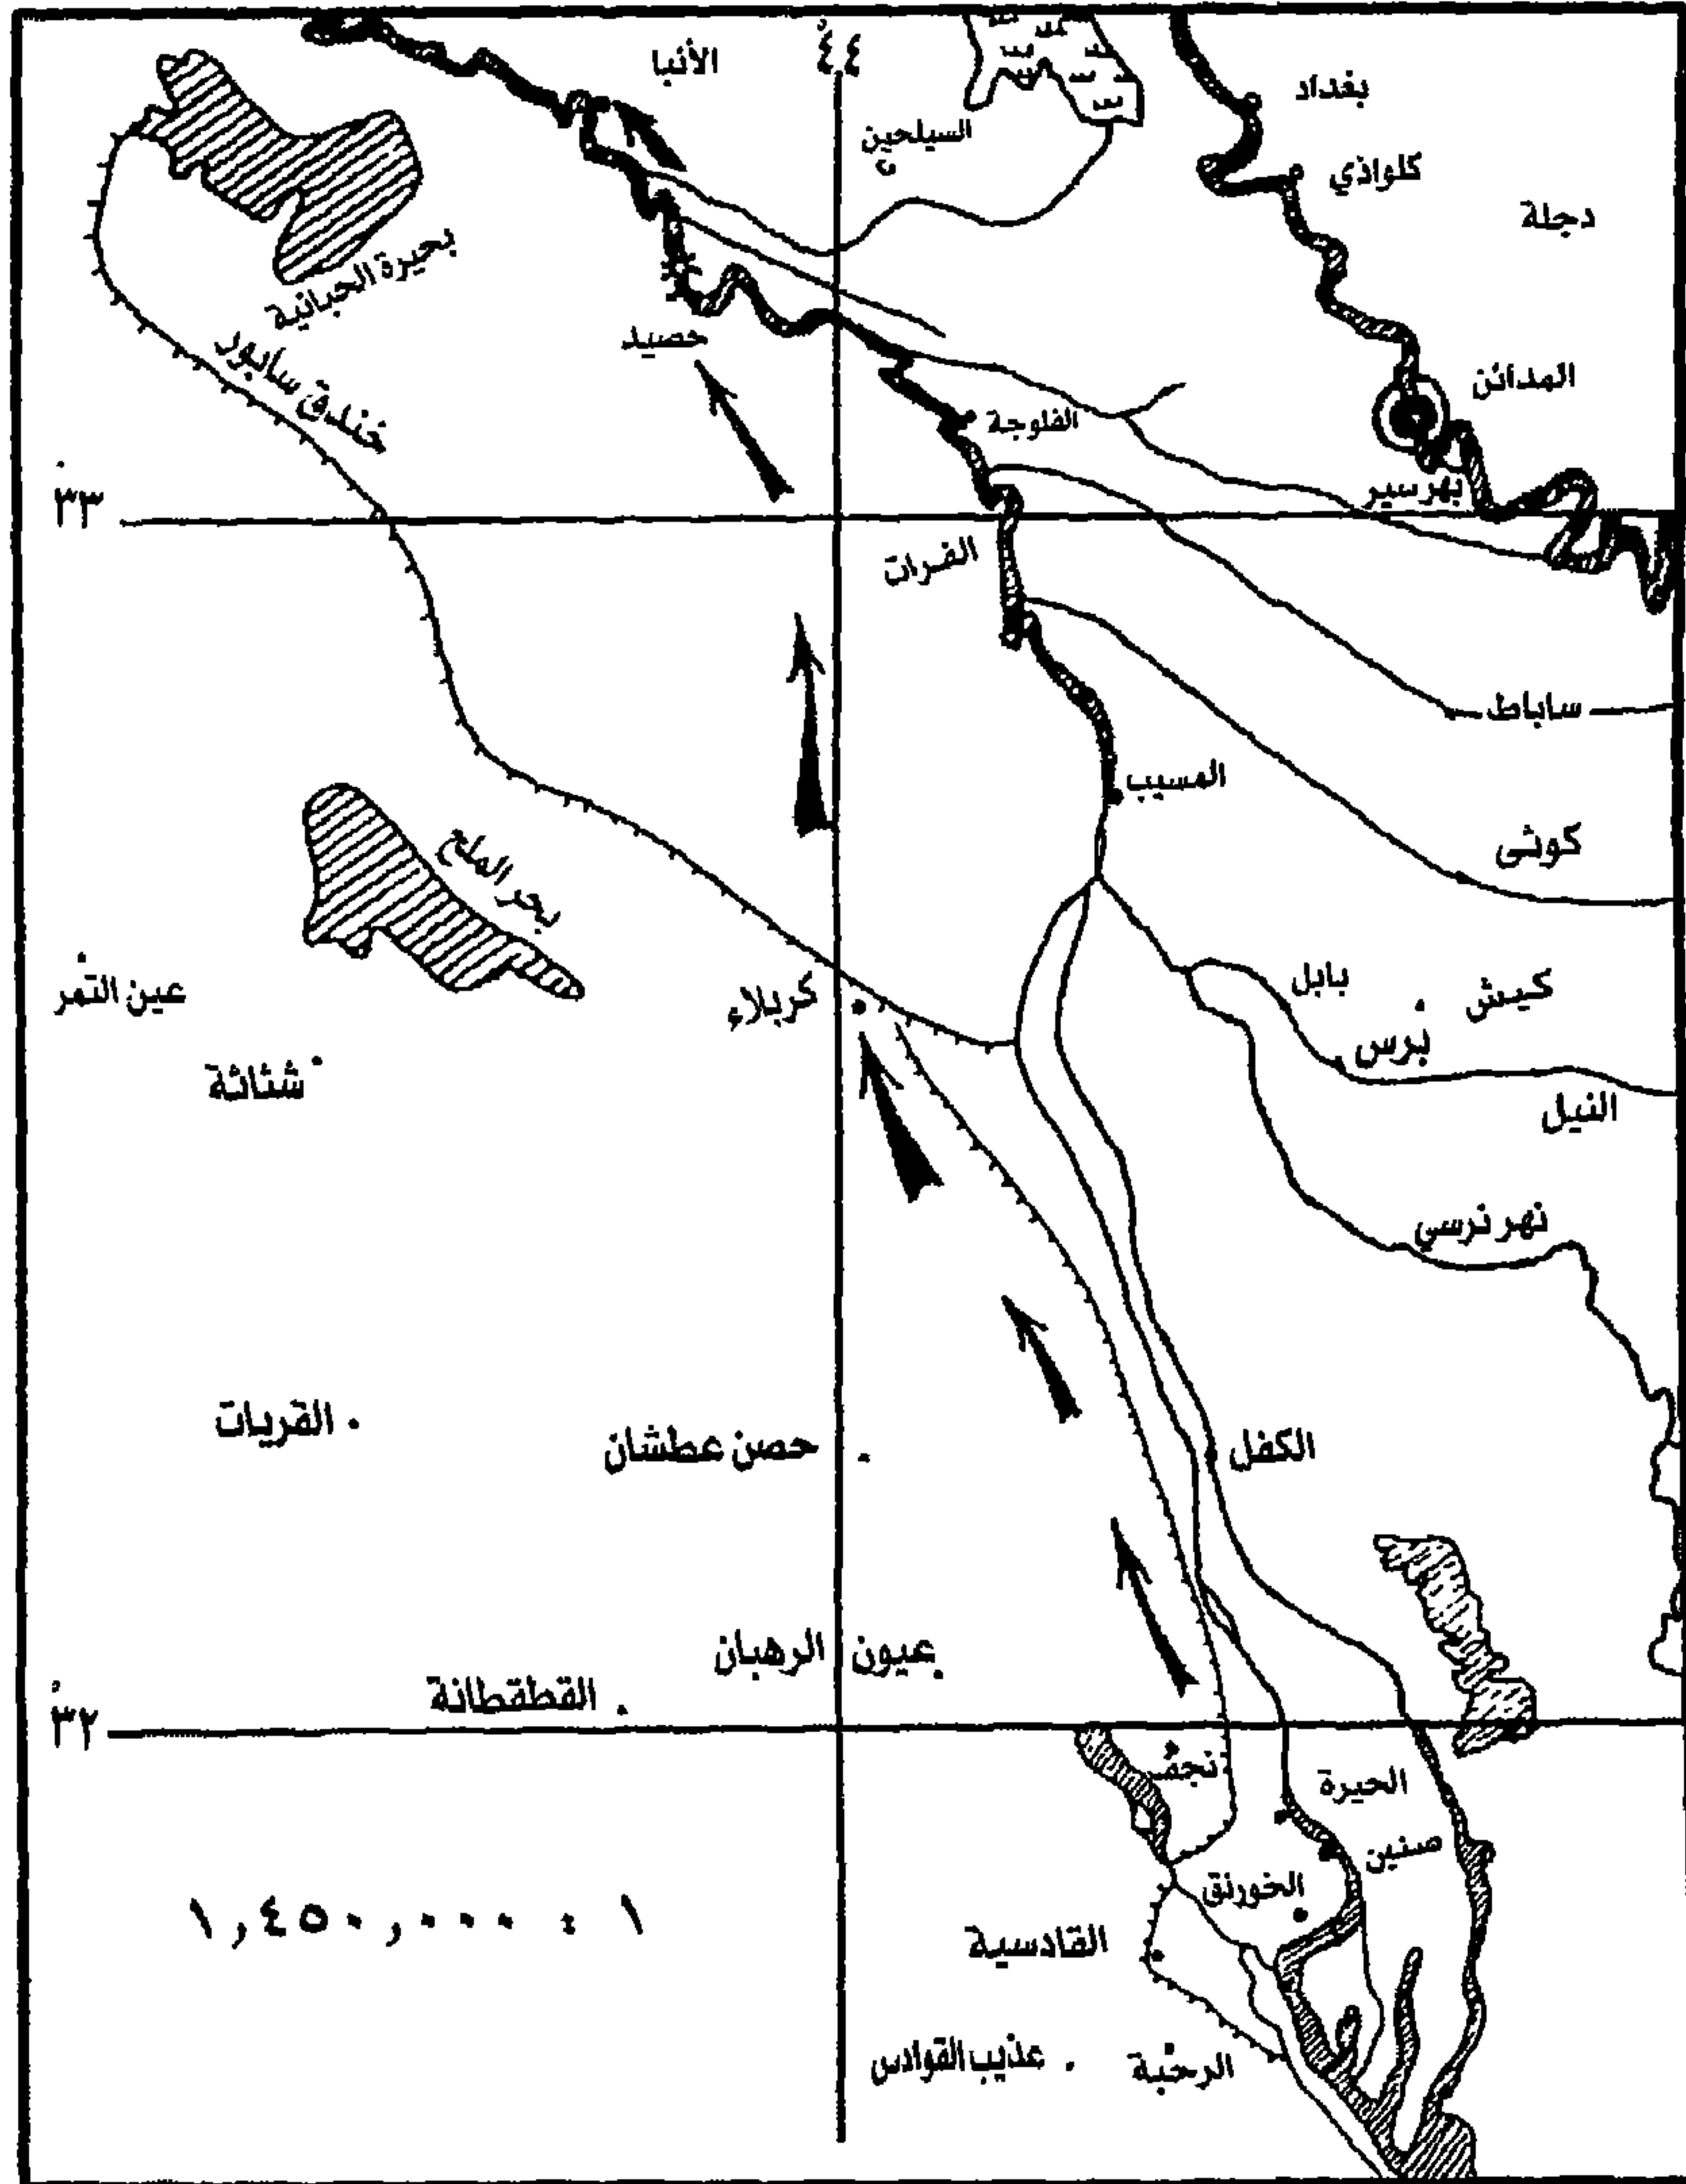 الأنبا
٤٤
بغداد
السيلحين
كلواذي
دجلة
بحيرة الحبانية
خندق سابور
حصيد
المدائن
الفلوجة
بهرسير
٣٣
الفرات
ساباط
المسيب
كوثى
بحر الملح
عين التمر
كربلاء
بابل
كيش
برس
شثاثة
النيل
نهر نرسي
القريات
حصن عطشان
الكفل
عيون الرهبان
القطقطانة
٣٢
نجف
الحيرة
صنين
الخورنق
١ : ١,٤٥٠,٠٠٠
القادسية
عذيب القوادس
الرحبة